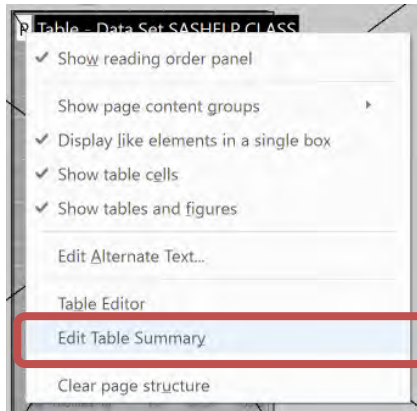 Table - Data Set SASHELP.CLASS
Show reading order panel
Show page content groups
Display like elements in a single box
Show table cells
Show tables and figures
Edit Alternate Text...
Table Editor
Edit Table Summary
Clear page structure